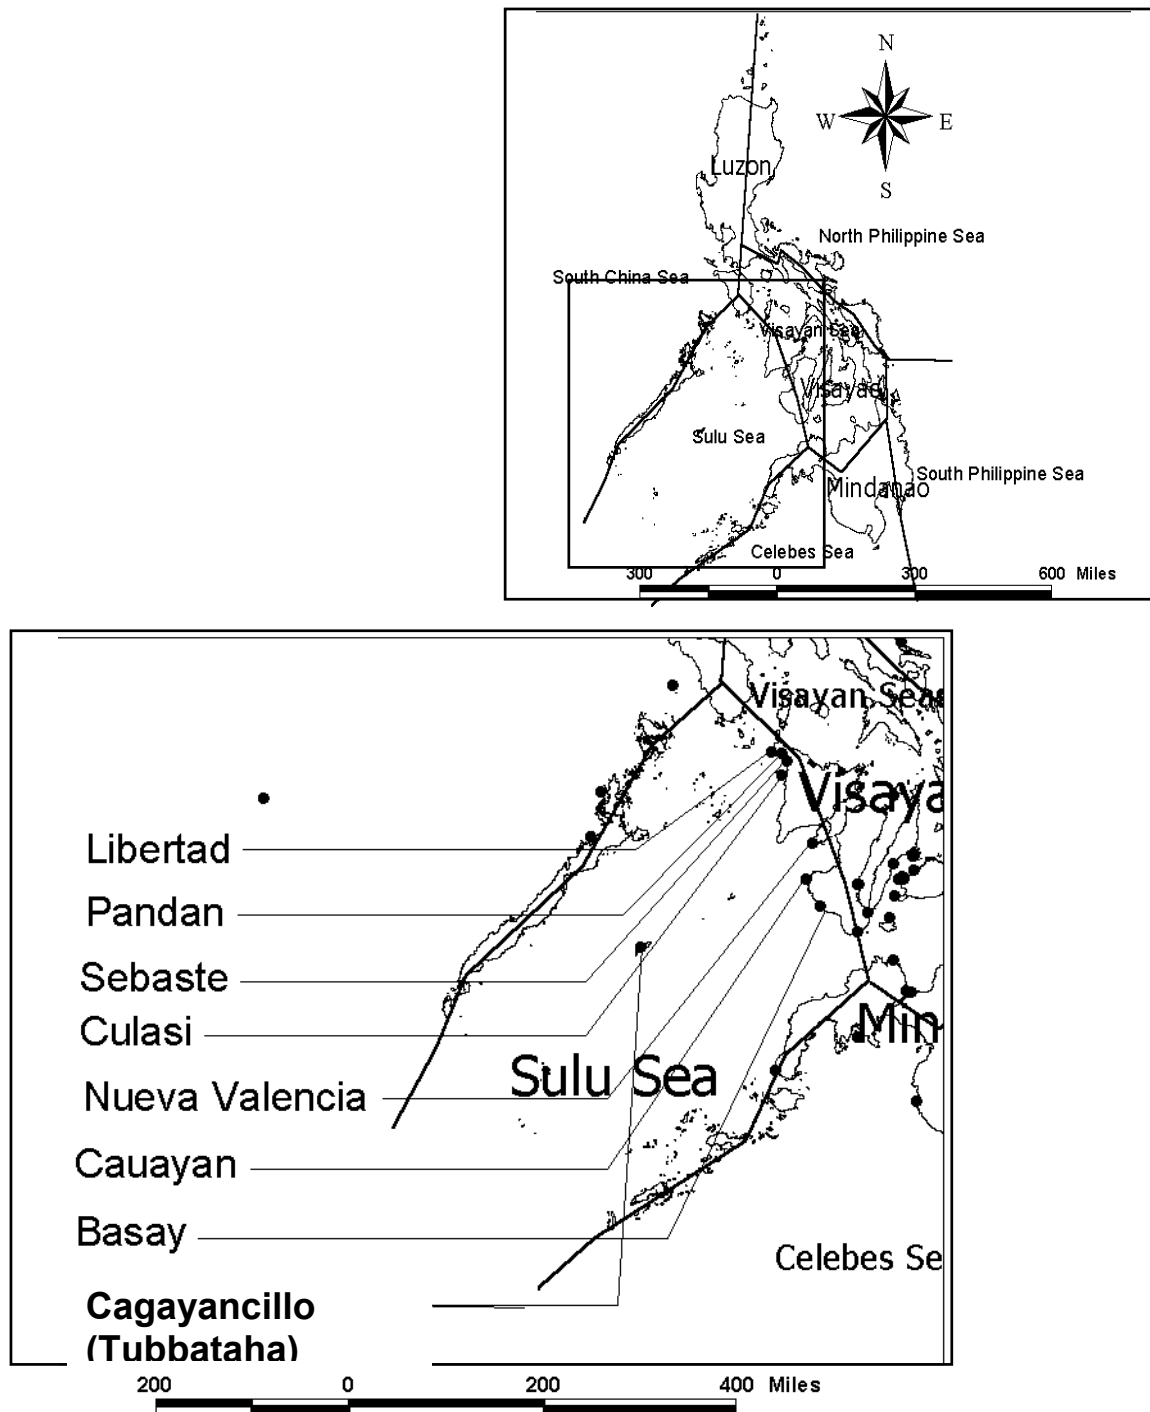 N
W E
S
Luzon
North Philippine Sea
South China Sea
Visayan Sea
Visayas
Sulu Sea
South Philippine Sea
Mindanao
Celebes Sea
300 0 300 600 Miles
Visayan Seas
Visaya
Libertad
Pandan
Sebaste
Culasi
Min
Sulu Sea
Nueva Valencia
Cauayan
Basay
Celebes Se
Cagayancillo
(Tubbataha)
200 0 200 400 Miles